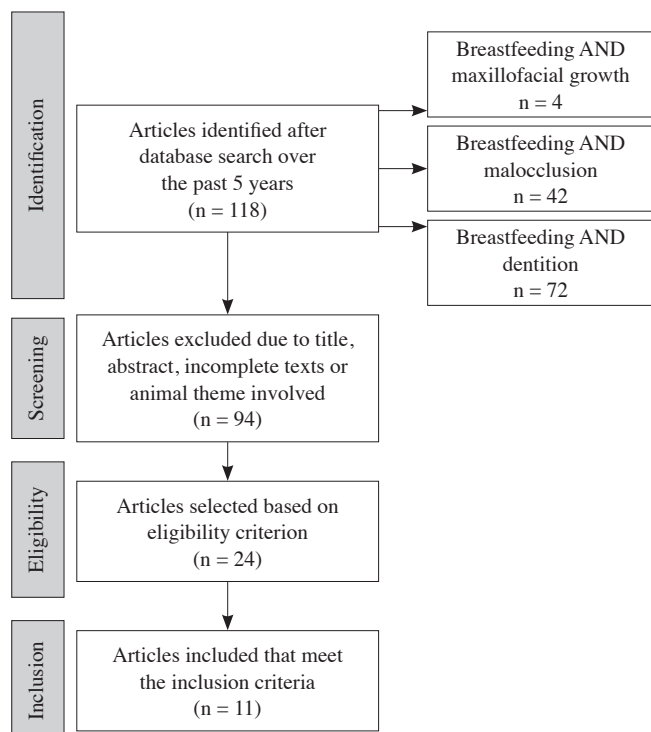 Identification
Articles identified after
database search over
the past 5 years
(n = 118)
Breastfeeding AND
maxillofacial growth
n = 4
Breastfeeding AND
malocclusion
n = 42
Breastfeeding AND
dentition
n = 72
Screening
Articles excluded due to title,
abstract, incomplete texts or
animal theme involved
(n = 94)
Eligibility
Articles selected based on
eligibility criterion
(n = 24)
Inclusion
Articles included that meet
the inclusion criteria
(n = 11)